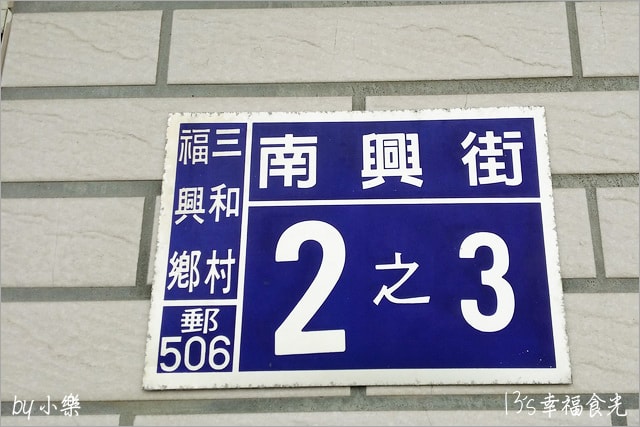 福興鄉
三和村
郵
506
南興街
2之3
by 小樂
13's幸福食光